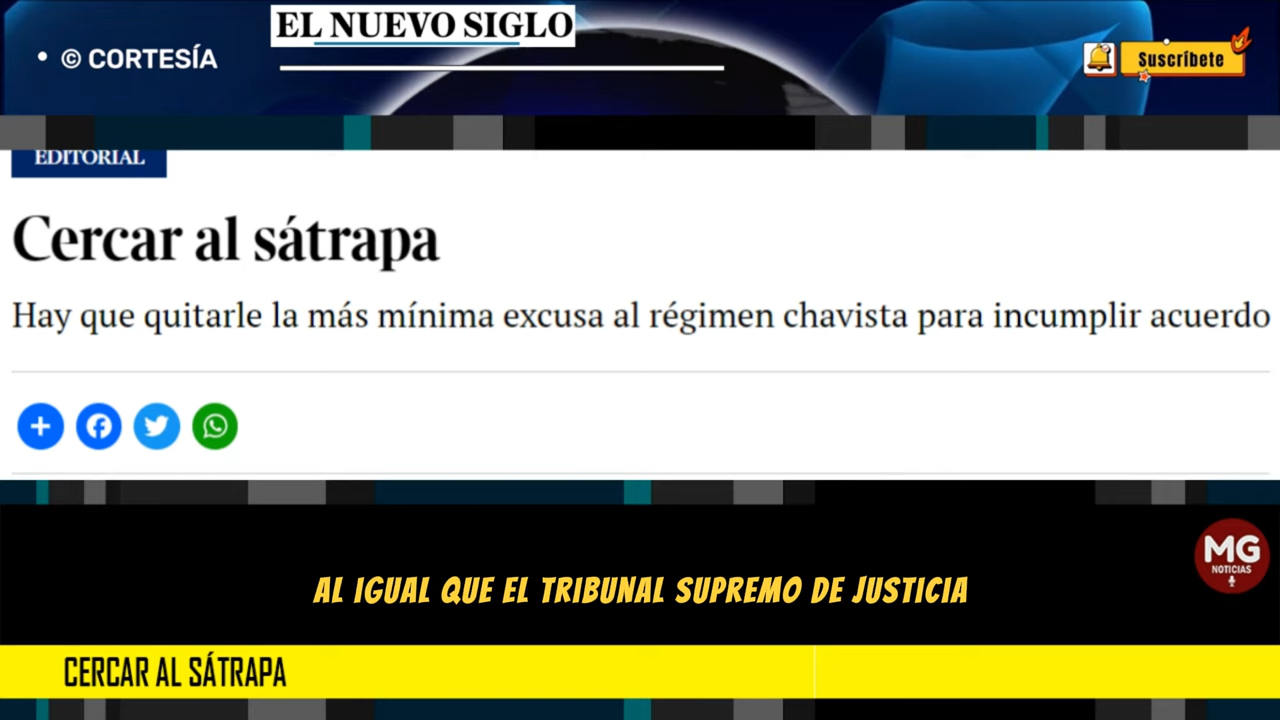 EL NUEVO SIGLO
• © CORTESÍA
Suscríbete
EDITORIAL
Cercar al sátrapa
Hay que quitarle la más mínima excusa al régimen chavista para incumplir acuerdo
MG
NOTICIAS
AL IGUAL QUE EL TRIBUNAL SUPREMO DE JUSTICIA
CERCAR AL SÁTRAPA